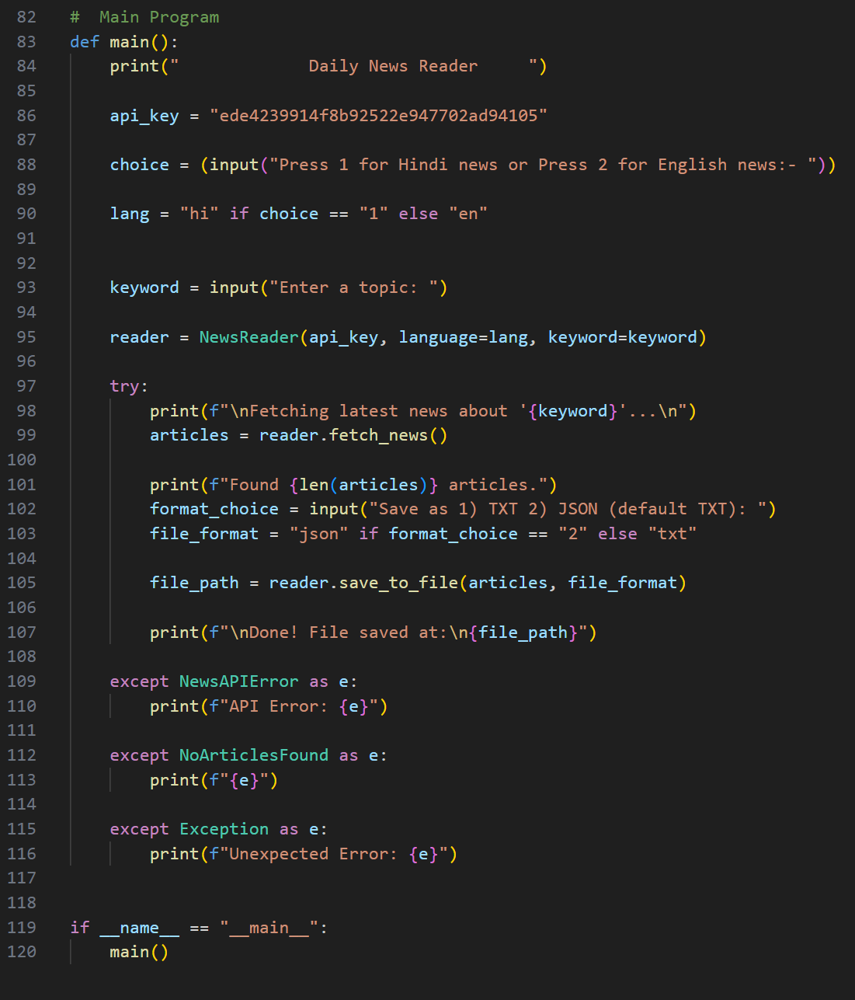 82 #  Main Program
83 def main():
84     print("             Daily News Reader     ")
85
86     api_key = "ede4239914f8b92522e947702ad94105"
87
88     choice = (input("Press 1 for Hindi news or Press 2 for English news:- "))
89
90     lang = "hi" if choice == "1" else "en"
91
92
93     keyword = input("Enter a topic: ")
94
95     reader = NewsReader(api_key, language=lang, keyword=keyword)
96
97     try:
98         print(f"\nFetching latest news about '{keyword}'...\n")
99         articles = reader.fetch_news()
100
101         print(f"Found {len(articles)} articles.")
102         format_choice = input("Save as 1) TXT 2) JSON (default TXT): ")
103         file_format = "json" if format_choice == "2" else "txt"
104
105         file_path = reader.save_to_file(articles, file_format)
106
107         print(f"\nDone! File saved at:\n{file_path}")
108
109     except NewsAPIError as e:
110         print(f"API Error: {e}")
111
112     except NoArticlesFound as e:
113         print(f"{e}")
114
115     except Exception as e:
116         print(f"Unexpected Error: {e}")
117
118
119 if __name__ == "__main__":
120     main()